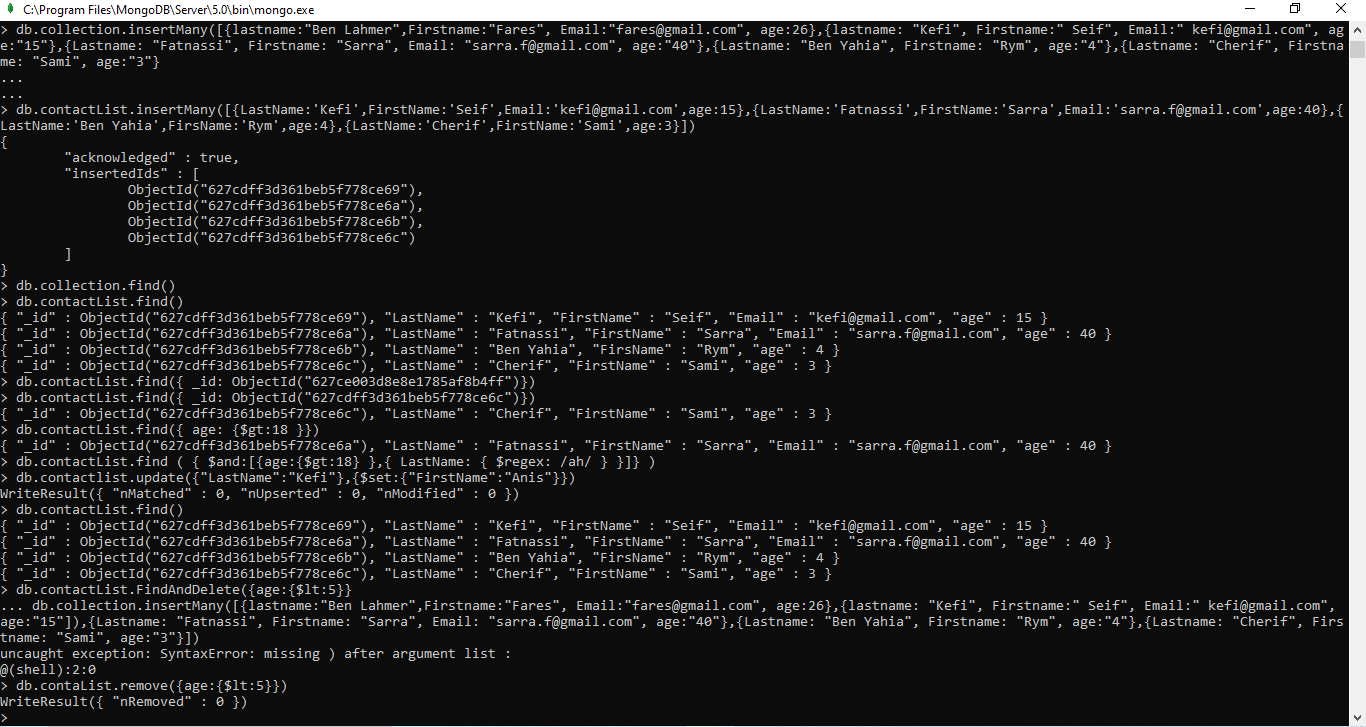 C:\Program Files\MongoDB\Server\5.0\bin\mongo.exe
> db.collection.insertMany([{lastname:"Ben Lahmer",Firstname:"Fares", Email:"fares@gmail.com", age:26},{lastname: "Kefi", Firstname:" Seif", Email:" kefi@gmail.com", ag
e:"15"},{Lastname: "Fatnassi", Firstname: "Sarra", Email: "sarra.f@gmail.com", age:"40"},{Lastname: "Ben Yahia", Firstname: "Rym", age:"4"},{Lastname: "Cherif", Firstna
me: "Sami", age:"3"}
...
...
> db.contactList.insertMany([{LastName:'Kefi',FirstName:'Seif',Email:'kefi@gmail.com',age:15},{LastName:'Fatnassi',FirstName:'Sarra',Email:'sarra.f@gmail.com',age:40},{
LastName:'Ben Yahia',FirsName:'Rym',age:4},{LastName:'Cherif',FirstName:'Sami',age:3}])
{
        "acknowledged" : true,
        "insertedIds" : [
                ObjectId("627cdff3d361beb5f778ce69"),
                ObjectId("627cdff3d361beb5f778ce6a"),
                ObjectId("627cdff3d361beb5f778ce6b"),
                ObjectId("627cdff3d361beb5f778ce6c")
        ]
}
> db.collection.find()
> db.contactList.find()
{ "_id" : ObjectId("627cdff3d361beb5f778ce69"), "LastName" : "Kefi", "FirstName" : "Seif", "Email" : "kefi@gmail.com", "age" : 15 }
{ "_id" : ObjectId("627cdff3d361beb5f778ce6a"), "LastName" : "Fatnassi", "FirstName" : "Sarra", "Email" : "sarra.f@gmail.com", "age" : 40 }
{ "_id" : ObjectId("627cdff3d361beb5f778ce6b"), "LastName" : "Ben Yahia", "FirsName" : "Rym", "age" : 4 }
{ "_id" : ObjectId("627cdff3d361beb5f778ce6c"), "LastName" : "Cherif", "FirstName" : "Sami", "age" : 3 }
> db.contactList.find({ _id: ObjectId("627ce003d8e8e1785af8b4ff")})
> db.contactList.find({ _id: ObjectId("627cdff3d361beb5f778ce6c")})
{ "_id" : ObjectId("627cdff3d361beb5f778ce6c"), "LastName" : "Cherif", "FirstName" : "Sami", "age" : 3 }
> db.contactList.find({ age: {$gt:18 }})
{ "_id" : ObjectId("627cdff3d361beb5f778ce6a"), "LastName" : "Fatnassi", "FirstName" : "Sarra", "Email" : "sarra.f@gmail.com", "age" : 40 }
> db.contactList.find ( { $and:[{age:{$gt:18} },{ LastName: { $regex: /ah/ } }]} )
> db.contactlist.update({"LastName":"Kefi"},{$set:{"FirstName":"Anis"}})
WriteResult({ "nMatched" : 0, "nUpserted" : 0, "nModified" : 0 })
> db.contactList.find()
{ "_id" : ObjectId("627cdff3d361beb5f778ce69"), "LastName" : "Kefi", "FirstName" : "Seif", "Email" : "kefi@gmail.com", "age" : 15 }
{ "_id" : ObjectId("627cdff3d361beb5f778ce6a"), "LastName" : "Fatnassi", "FirstName" : "Sarra", "Email" : "sarra.f@gmail.com", "age" : 40 }
{ "_id" : ObjectId("627cdff3d361beb5f778ce6b"), "LastName" : "Ben Yahia", "FirsName" : "Rym", "age" : 4 }
{ "_id" : ObjectId("627cdff3d361beb5f778ce6c"), "LastName" : "Cherif", "FirstName" : "Sami", "age" : 3 }
> db.contactList.FindAndDelete({age:{$lt:5}}
... db.collection.insertMany([{lastname:"Ben Lahmer",Firstname:"Fares", Email:"fares@gmail.com", age:26},{lastname: "Kefi", Firstname:" Seif", Email:" kefi@gmail.com",
age:"15"]),{Lastname: "Fatnassi", Firstname: "Sarra", Email: "sarra.f@gmail.com", age:"40"},{Lastname: "Ben Yahia", Firstname: "Rym", age:"4"},{Lastname: "Cherif", Firs
tname: "Sami", age:"3"}])
uncaught exception: SyntaxError: missing ) after argument list :
@(shell):2:0
> db.contaList.remove({age:{$lt:5}})
WriteResult({ "nRemoved" : 0 })
>